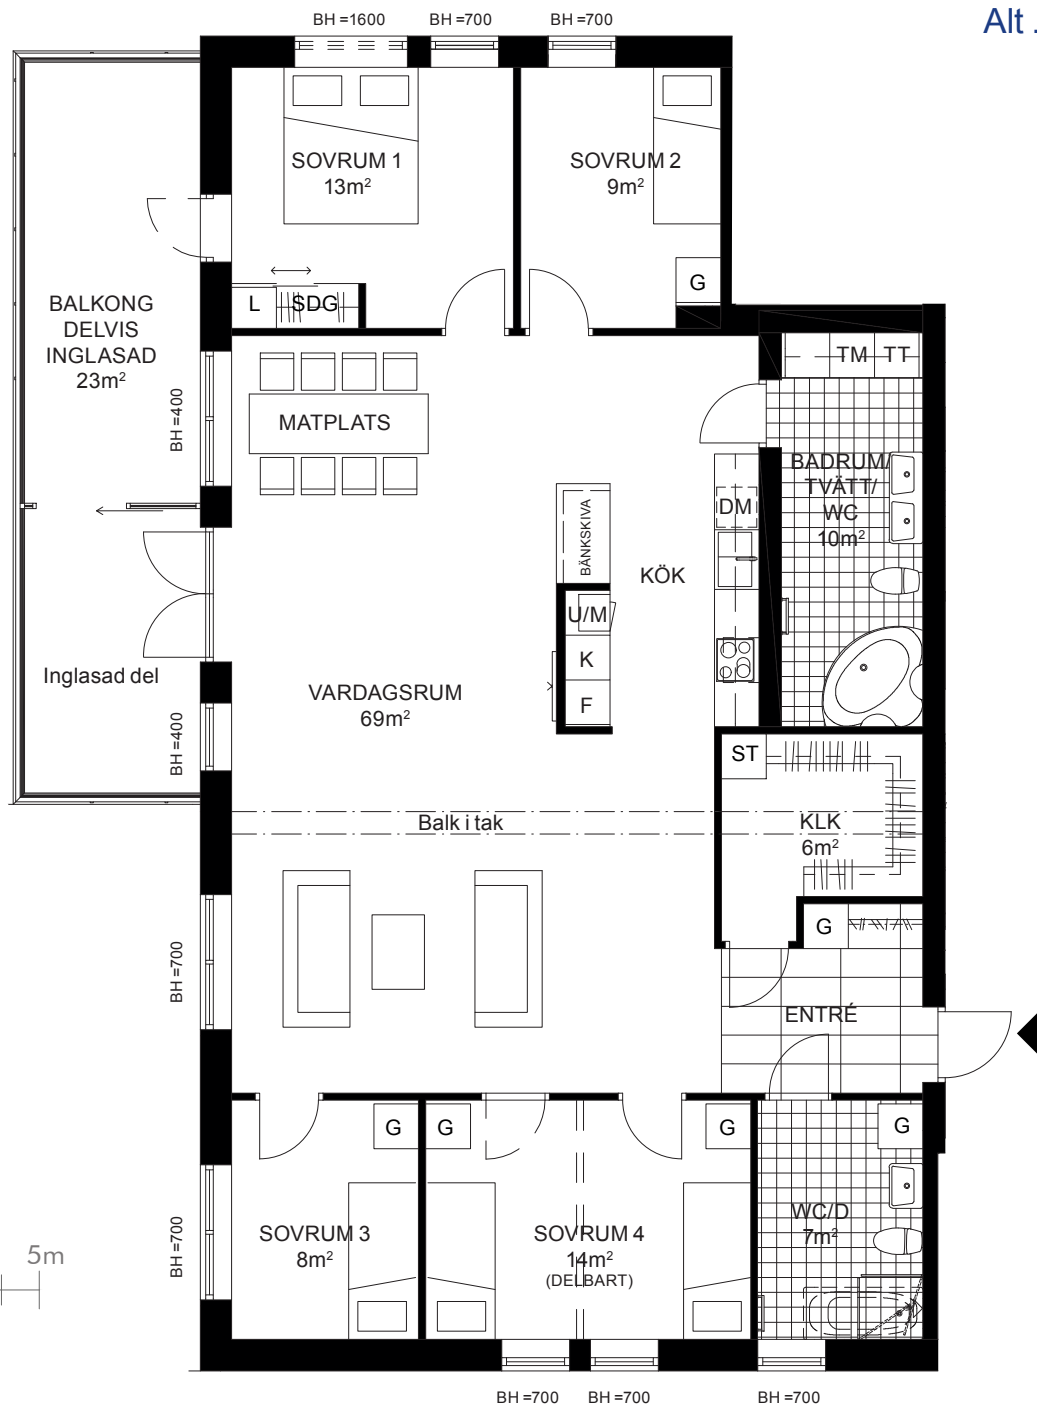 BH =1600
BH =700
BH =700
Alt .
SOVRUM 1
13m²
SOVRUM 2
9m²
G
L
SDG
BALKONG
DELVIS
INGLASAD
23m²
BH =400
MATPLATS
TM
TT
BADRUM/
TVÄTT/
WC
10m²
DM
BÄNKSKIVA
KÖK
U/M
K
F
Inglasad del
VARDAGSRUM
69m²
BH =400
ST
Balk i tak
KLK
6m²
G
BH =700
ENTRÉ
G
G
G
G
SOVRUM 3
8m²
SOVRUM 4
14m²
(DELBART)
WC/D
7m²
BH =700
5m
BH =700
BH =700
BH =700